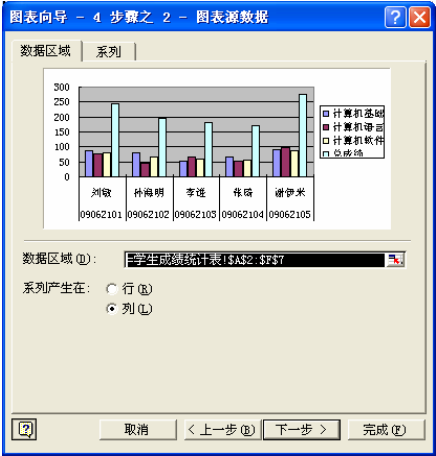 图表向导 - 4 步骤之 2 - 图表源数据
数据区域 系列
300
250
200
150
100
50
0
计算机基础
计算机语言
计算机软件
总成绩
刘敏 孙海明 李进 张磊 谢伊米
09062101 09062102 09062103 09062104 09062105
数据区域(D): =学生成绩统计表!$A$2:$F$7
系列产生在: 行(R)
列(L)
取消 < 上一步(B) 下一步 > 完成(F)